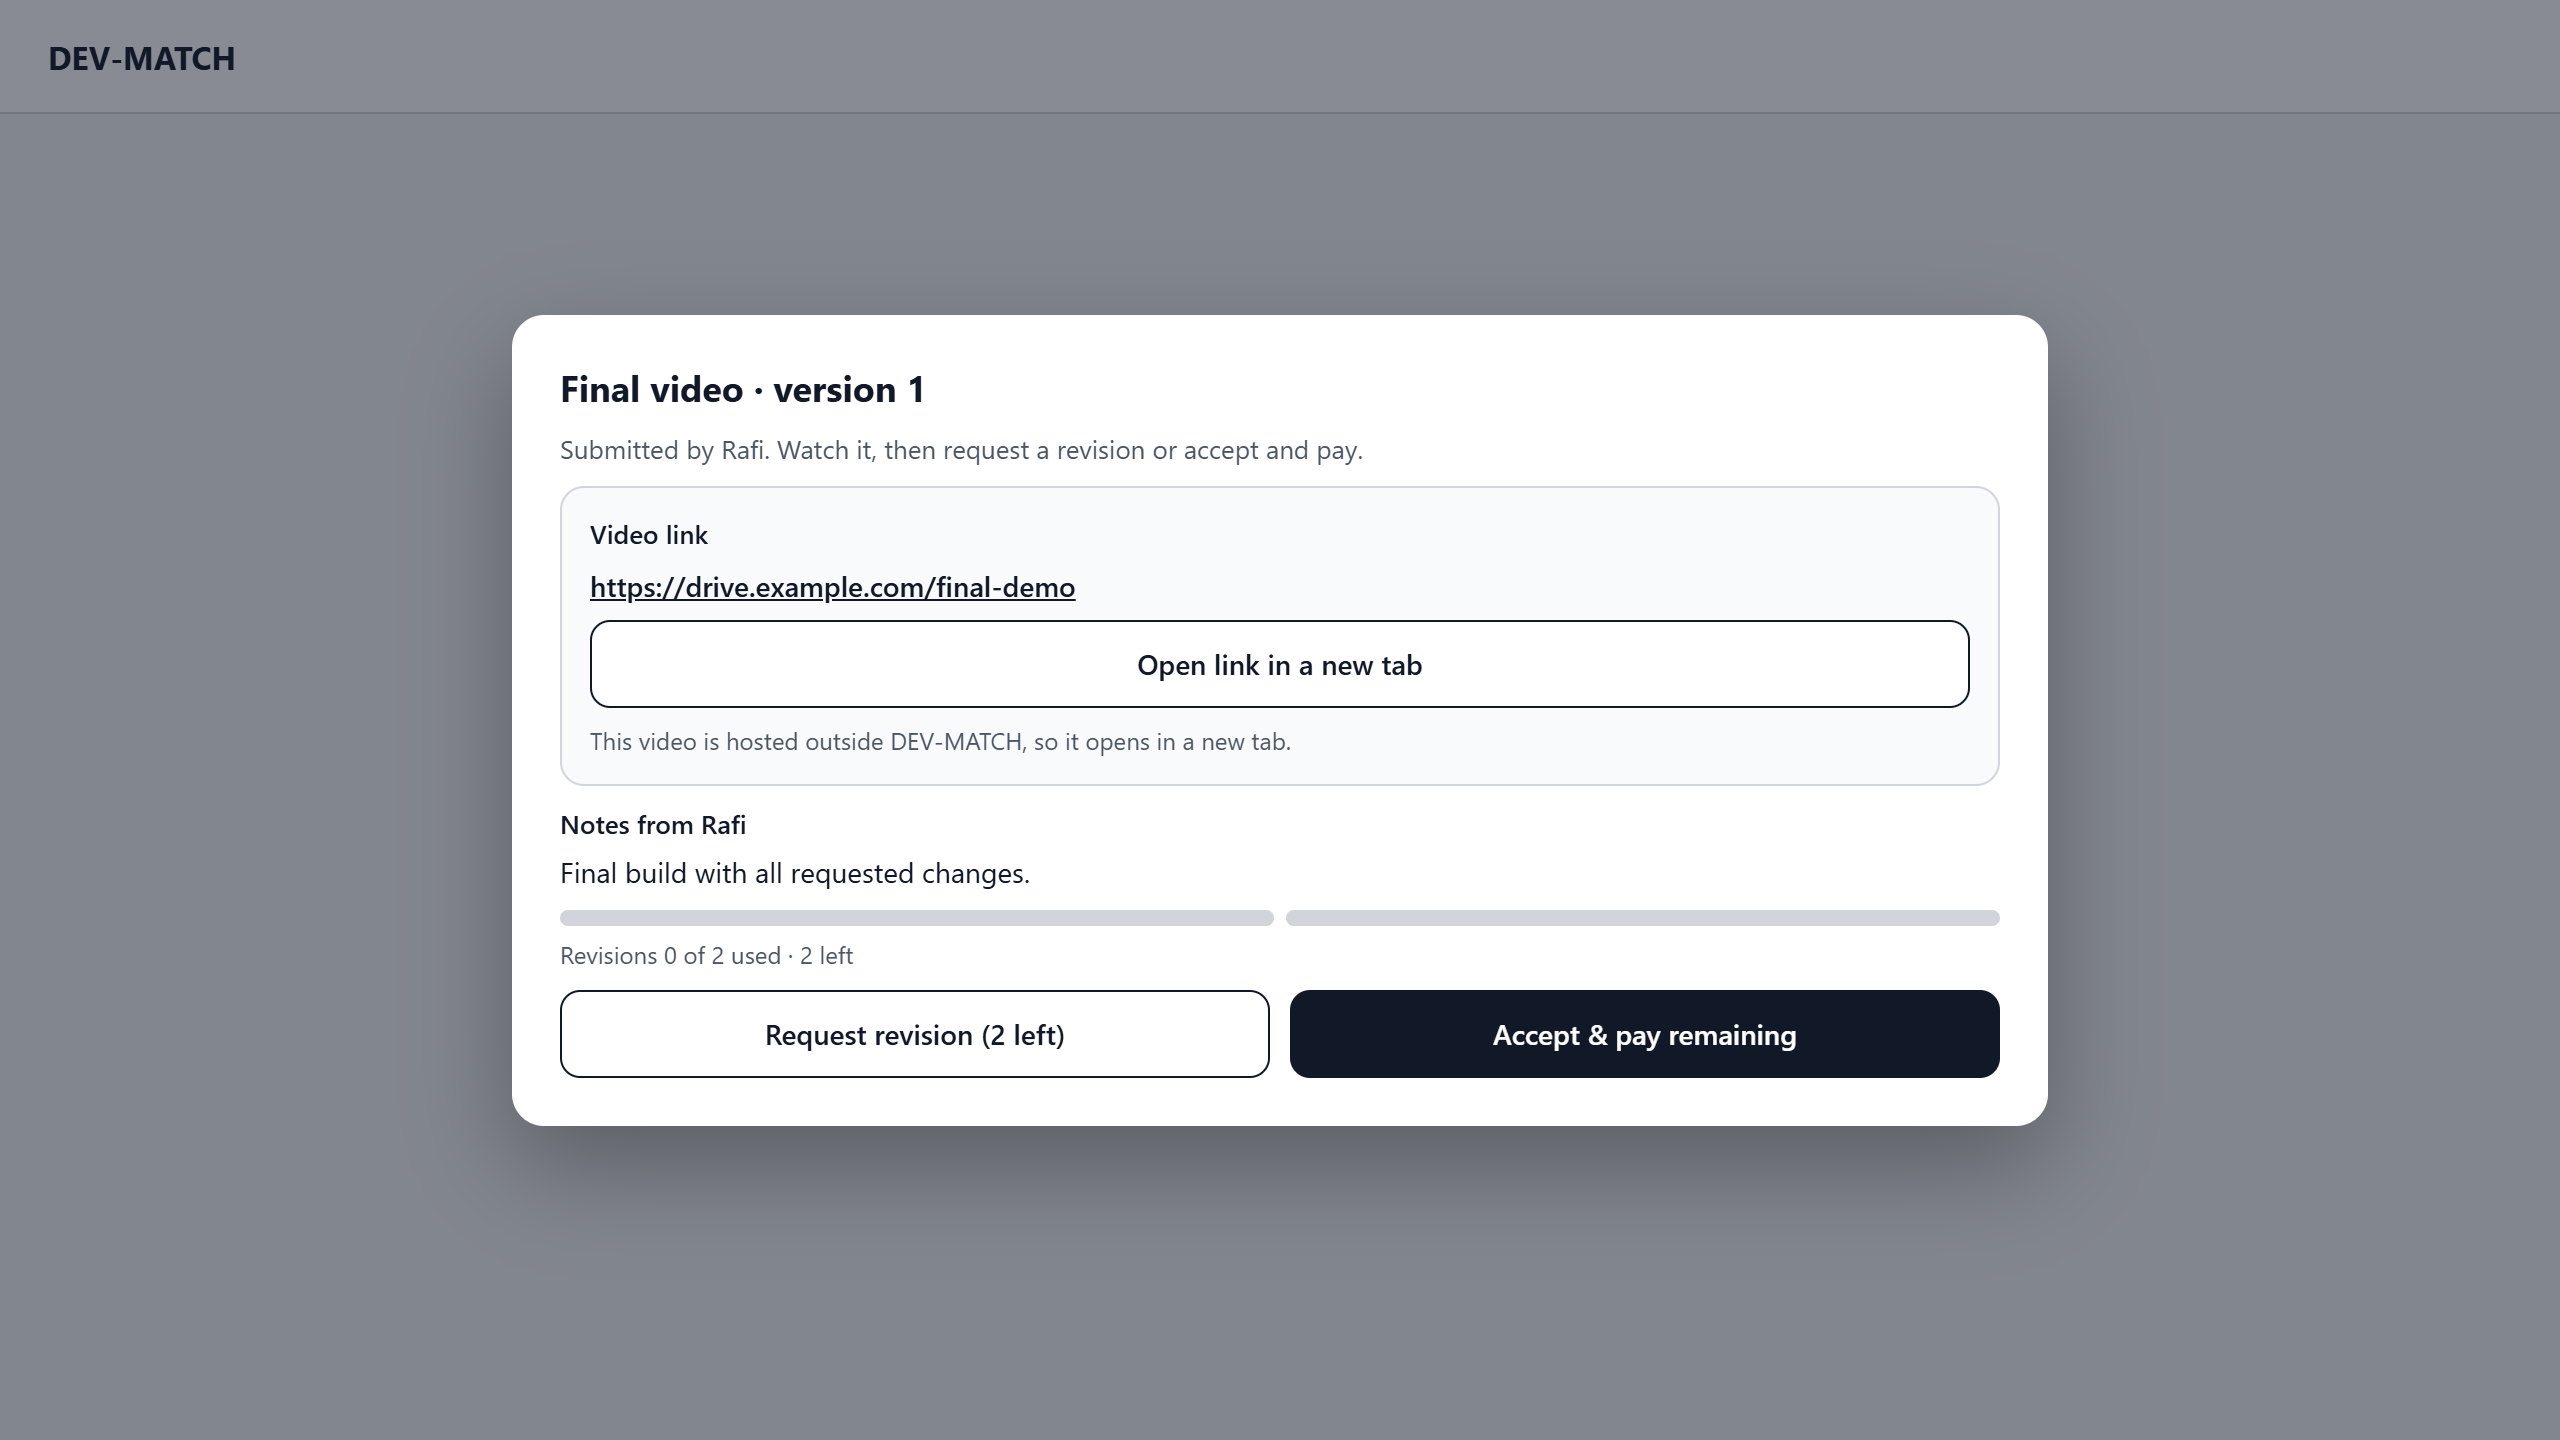 DEV-MATCH
Final video · version 1
Submitted by Rafi. Watch it, then request a revision or accept and pay.
Video link
https://drive.example.com/final-demo
Open link in a new tab
This video is hosted outside DEV-MATCH, so it opens in a new tab.
Notes from Rafi
Final build with all requested changes.
Revisions 0 of 2 used · 2 left
Request revision (2 left)
Accept & pay remaining